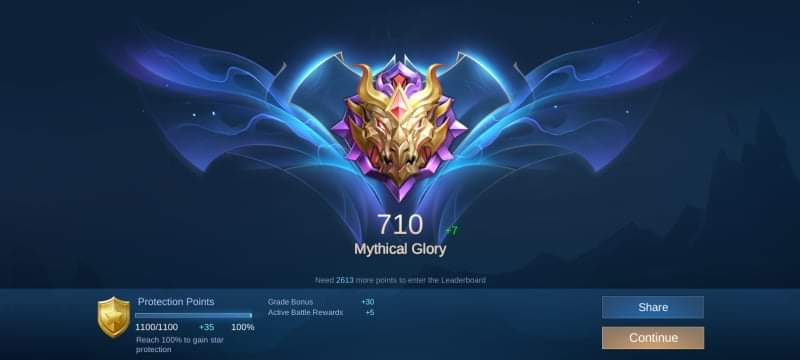 710 +7
Mythical Glory
Need 2613 more points to enter the Leaderboard
Protection Points
1100/1100 +35 100%
Reach 100% to gain star
protection
Grade Bonus +30
Active Battle Rewards +5
Share
Continue